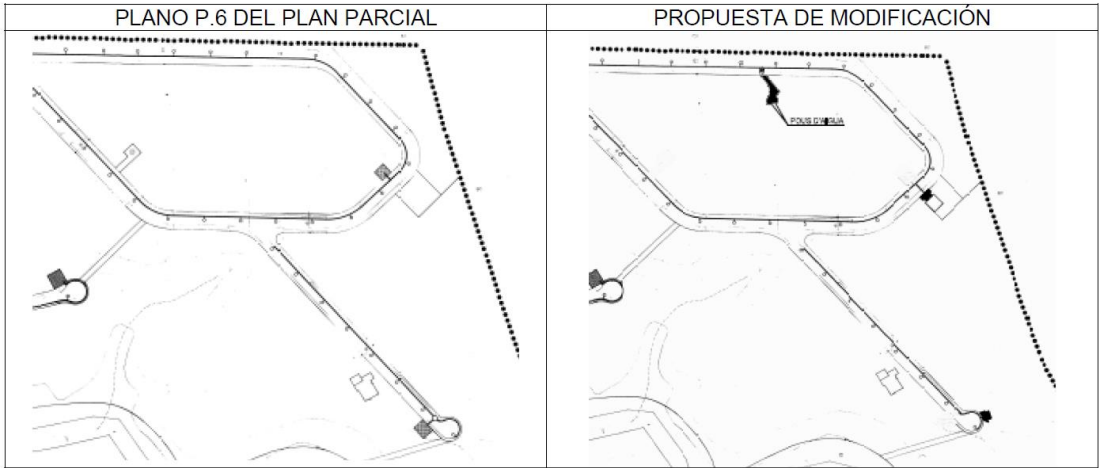 PLANO P.6 DEL PLAN PARCIAL
PROPUESTA DE MODIFICACIÓN
POUS D'AIGUA